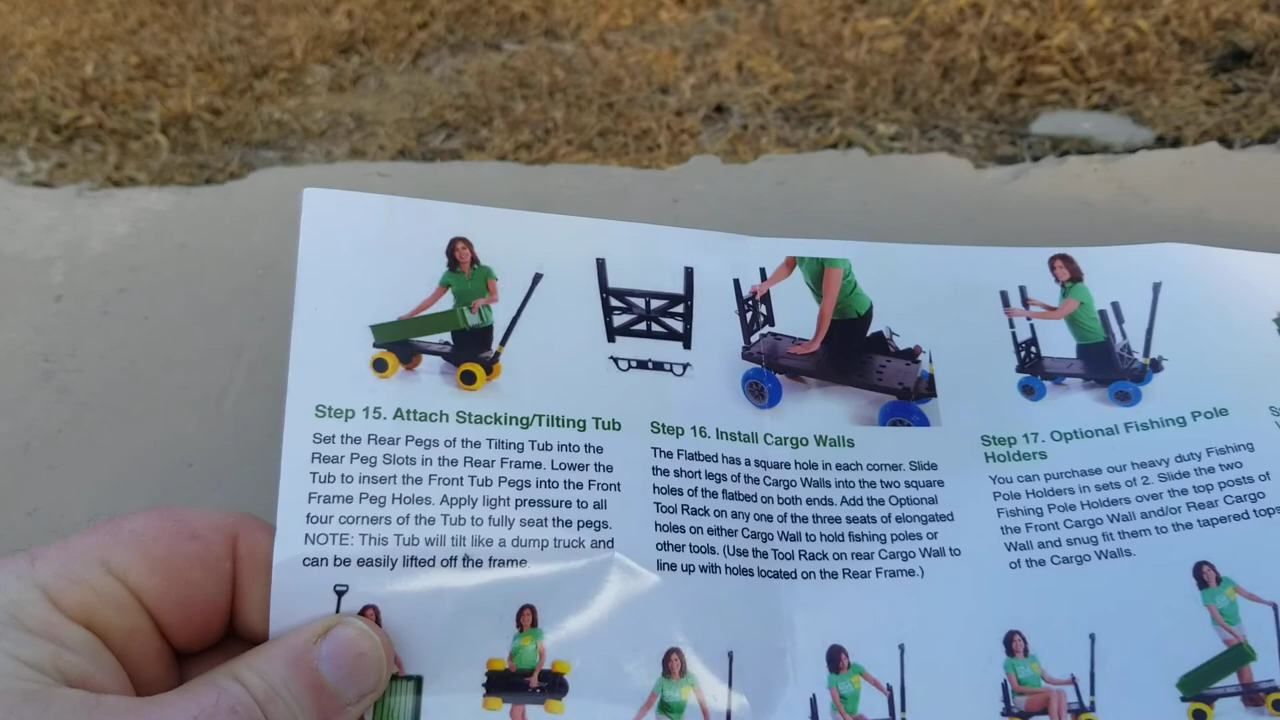 Step 15. Attach Stacking/Tilting Tub
Set the Rear Pegs of the Tilting Tub into the
Rear Peg Slots in the Rear Frame. Lower the
Tub to insert the Front Tub Pegs into the Front
Frame Peg Holes. Apply light pressure to all
four corners of the Tub to fully seat the pegs.
NOTE: This Tub will tilt like a dump truck and
can be easily lifted off the frame.
Step 16. Install Cargo Walls
The Flatbed has a square hole in each corner. Slide
the short legs of the Cargo Walls into the two square
holes of the flatbed on both ends. Add the Optional
Tool Rack on any one of the three seats of elongated
holes on either Cargo Wall to hold fishing poles or
other tools. (Use the Tool Rack on rear Cargo Wall to
line up with holes located on the Rear Frame.)
Step 17. Optional Fishing Pole
Holders
You can purchase our heavy duty Fishing
Pole Holders in sets of 2. Slide the two
Fishing Pole Holders over the top posts of
the Front Cargo Wall and/or Rear Cargo
Wall and snug fit them to the tapered tops
of the Cargo Walls.